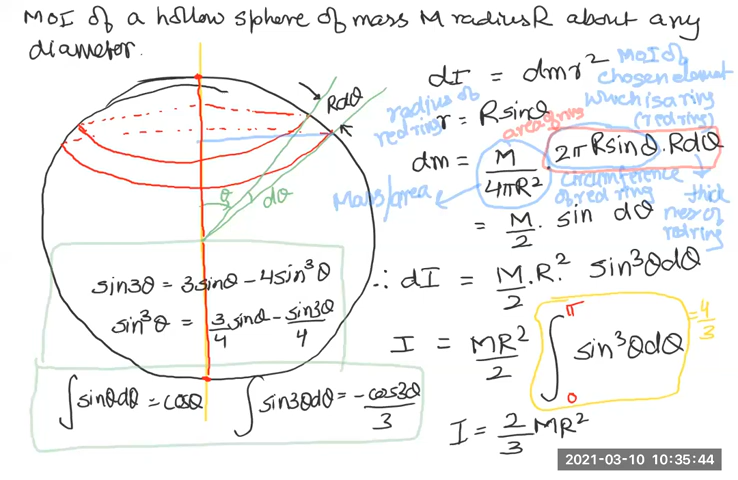 MOI of a hollow sphere of mass M radius R about any
diameter.
Rdθ
θ
dθ
sin3θ = 3sinθ - 4sin³θ
sin³θ = 3/4 sinθ - sin3θ/4
∫sinθdθ = cosθ
∫sin3θdθ = -cos3θ/3
dI = dmr²
MOI of
chosen element
which is a ring
(red ring)
radius of
red ring
r = Rsinθ
area of ring
dm = M/4πR² . 2πRsinθ . Rdθ
Mass/area
circumference
of red ring
thick
ness of
red ring
= M/2 . sin dθ
∴ dI = M/2 . R² . sin³θdθ
I = MR²/2 ∫₀^π sin³θdθ = 4/3
I = 2/3 MR²
2021-03-10 10:35:44